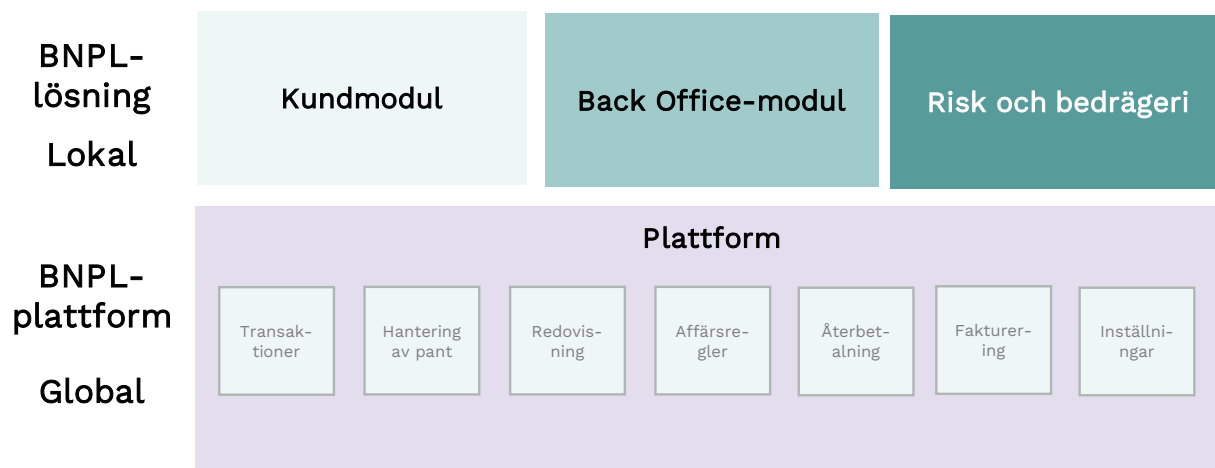 BNPL-
lösning
Lokal
Kundmodul
Back Office-modul
Risk och bedrägeri
BNPL-
plattform
Global
Plattform
Transak-
tioner
Hantering
av pant
Redovis-
ning
Affärsre-
gler
Återbet-
alning
Fakturer-
ing
Inställni-
ngar